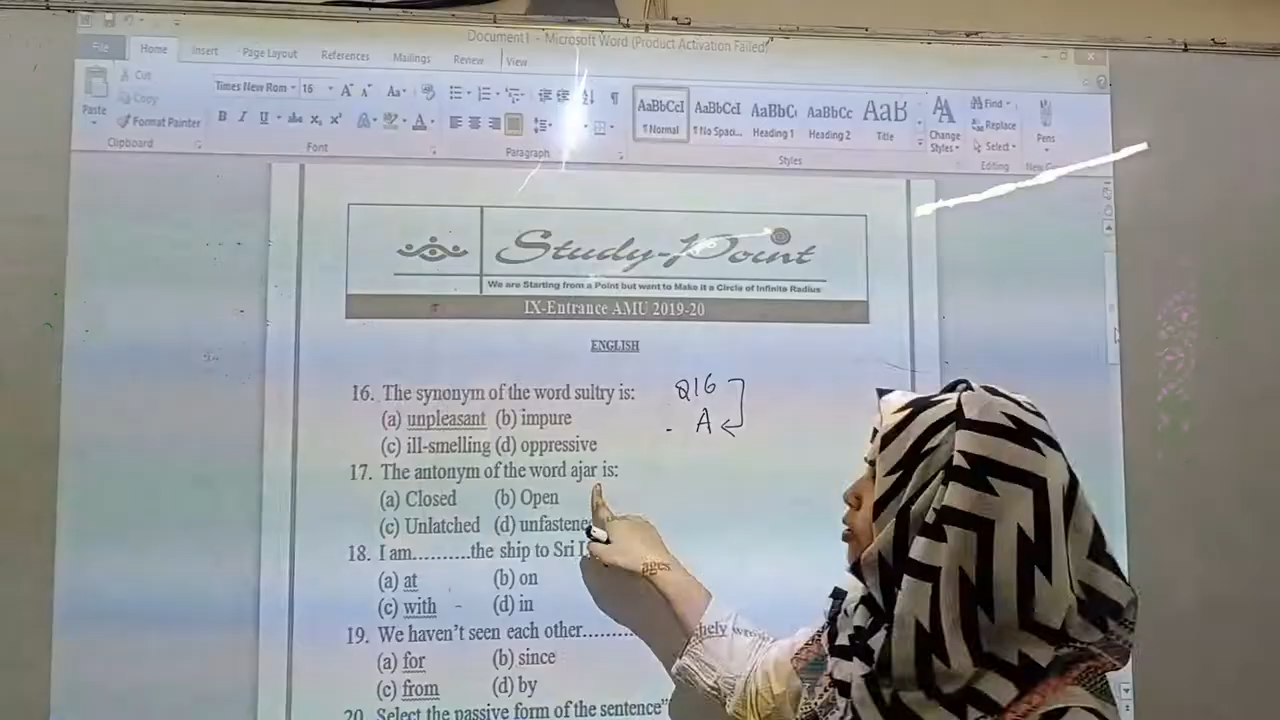 Document1 - Microsoft Word (Product Activation Failed)
File Home Insert Page Layout References Mailings Review View
Paste Cut Copy Format Painter
Times New Rom 16
AaBbCcI AaBbCcI AaBbC AaBbCc AaB
¶ Normal ¶ No Spaci... Heading 1 Heading 2 Title
Change Styles
Find Replace Select
Pens
Clipboard Font Paragraph Styles Editing
Study-Point
We are Starting from a Point but want to Make it a Circle of Infinite Radius
IX-Entrance AMU 2019-20
ENGLISH
16. The synonym of the word sultry is:
(a) unpleasant (b) impure
(c) ill-smelling (d) oppressive
Q16
A
17. The antonym of the word ajar is:
(a) Closed (b) Open
(c) Unlatched (d) unfastene
18. I am..........the ship to Sri
(a) at (b) on
(c) with (d) in
19. We haven't seen each other..........
ages
(a) for (b) since
(c) from (d) by
20. Select the passive form of the sentence"